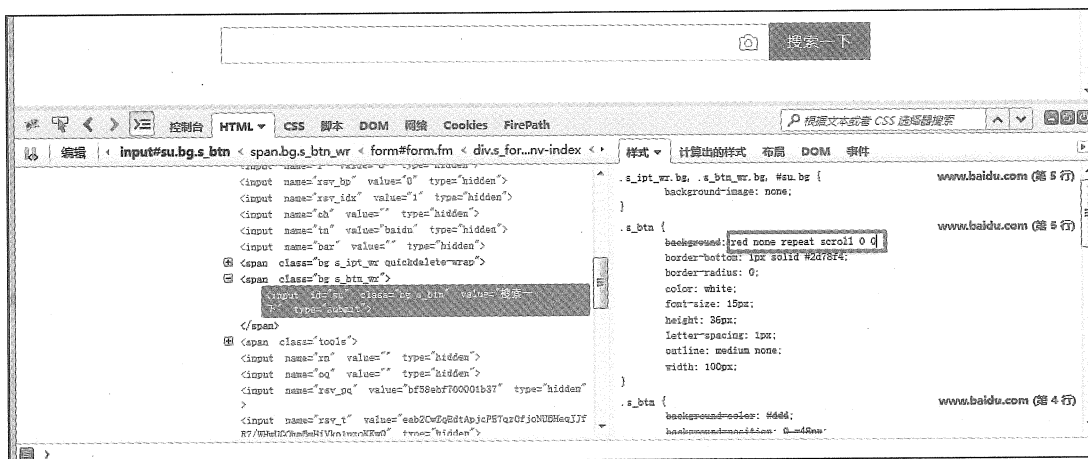 搜索一下
控制台 HTML CSS 脚本 DOM 网络 Cookies FirePath
根据文本或者 CSS 选择器搜索
编辑 input#su.bg.s_btn < span.bg.s_btn_wr < form#form.fm < div.s_for...nv-index <
样式 计算出的样式 布局 DOM 事件
<input name="rsv_bp" value="0" type="hidden">
<input name="rsv_idx" value="1" type="hidden">
<input name="ch" value="" type="hidden">
<input name="tn" value="baidu" type="hidden">
<input name="bar" value="" type="hidden">
<span class="bg s_ipt_wr quickdelete-wrap">
<span class="bg s_btn_wr">
<input id="su" class="bg s_btn" value="搜索一
下" type="submit">
</span>
<span class="tools">
<input name="rn" value="" type="hidden">
<input name="oq" value="" type="hidden">
<input name="rsv_pq" value="bf58ebf700001b37" type="hidden"
>
<input name="rsv_t"
.s_ipt_wr.bg, .s_btn_wr.bg, #su.bg { www.baidu.com (第 5 行)
background-image: none;
}
.s_btn { www.baidu.com (第 5 行)
background: red none repeat scroll 0 0
border-bottom: 1px solid #2d78f4;
border-radius: 0;
color: white;
font-size: 15px;
height: 36px;
letter-spacing: 1px;
outline: medium none;
width: 100px;
}
.s_btn { www.baidu.com (第 4 行)
background-color: #ddd;
background-position: 0 -48px;